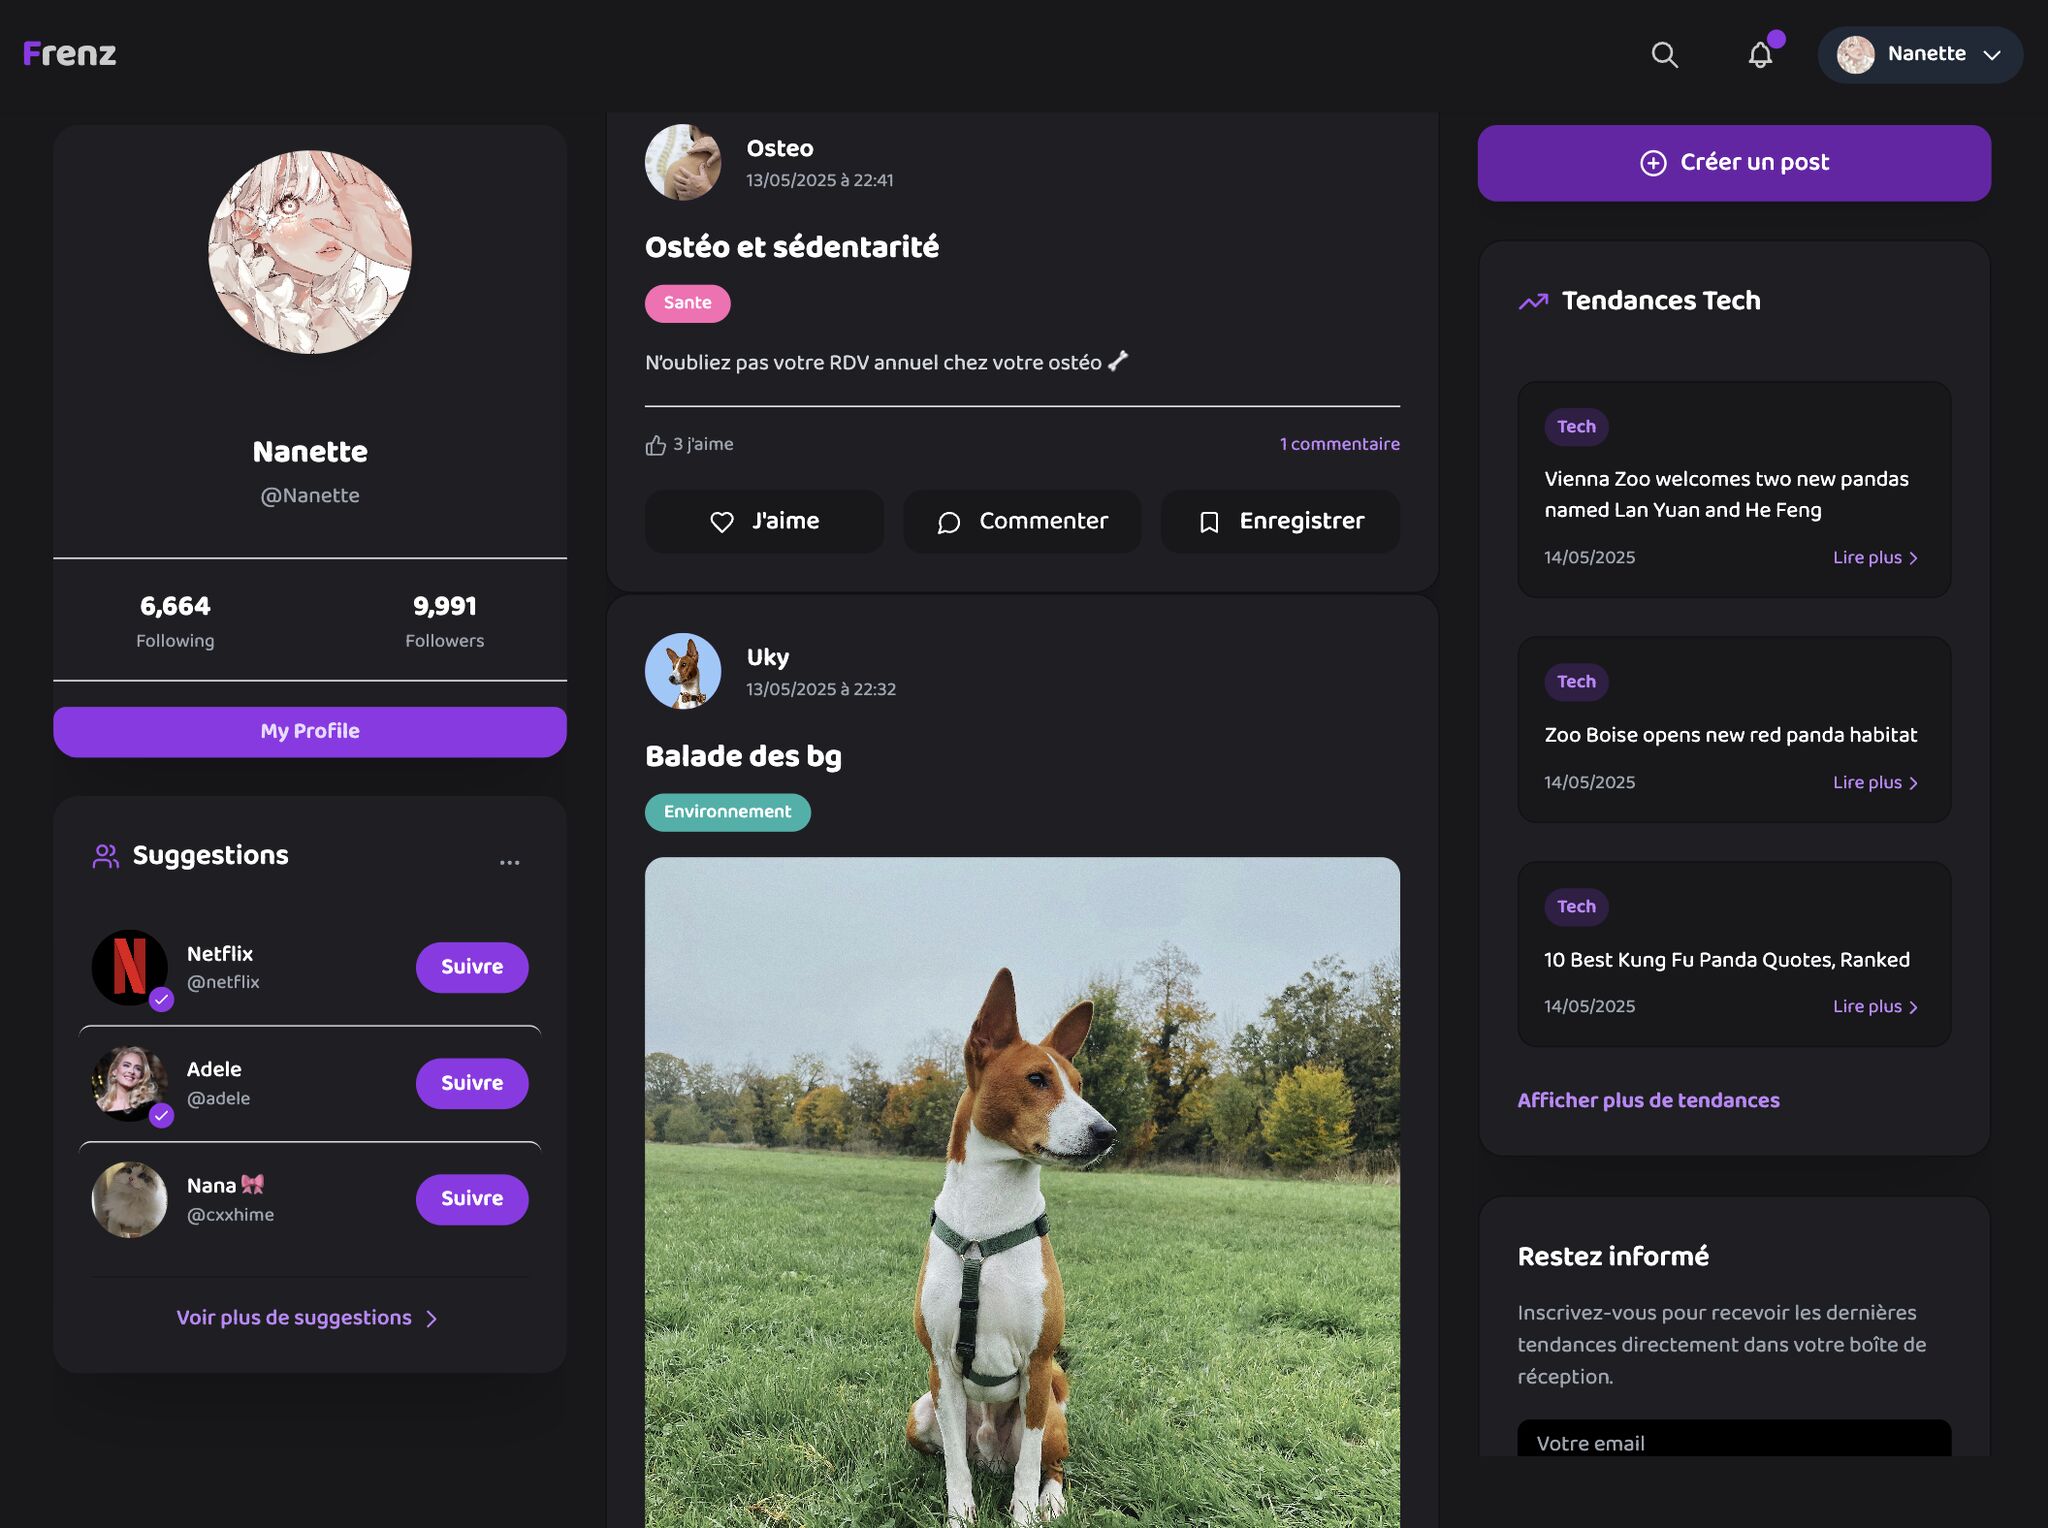 Frenz
Nanette
Nanette
@Nanette
6,664
Following
9,991
Followers
My Profile
Suggestions
Netflix
@netflix
Suivre
Adele
@adele
Suivre
Nana 🎀
@cxxhime
Suivre
Voir plus de suggestions
Osteo
13/05/2025 à 22:41
Ostéo et sédentarité
Sante
N'oubliez pas votre RDV annuel chez votre ostéo 🦴
3 j'aime
1 commentaire
J'aime
Commenter
Enregistrer
Uky
13/05/2025 à 22:32
Balade des bg
Environnement
Créer un post
Tendances Tech
Tech
Vienna Zoo welcomes two new pandas
named Lan Yuan and He Feng
14/05/2025
Lire plus
Tech
Zoo Boise opens new red panda habitat
14/05/2025
Lire plus
Tech
10 Best Kung Fu Panda Quotes, Ranked
14/05/2025
Lire plus
Afficher plus de tendances
Restez informé
Inscrivez-vous pour recevoir les dernières
tendances directement dans votre boîte de
réception.
Votre email